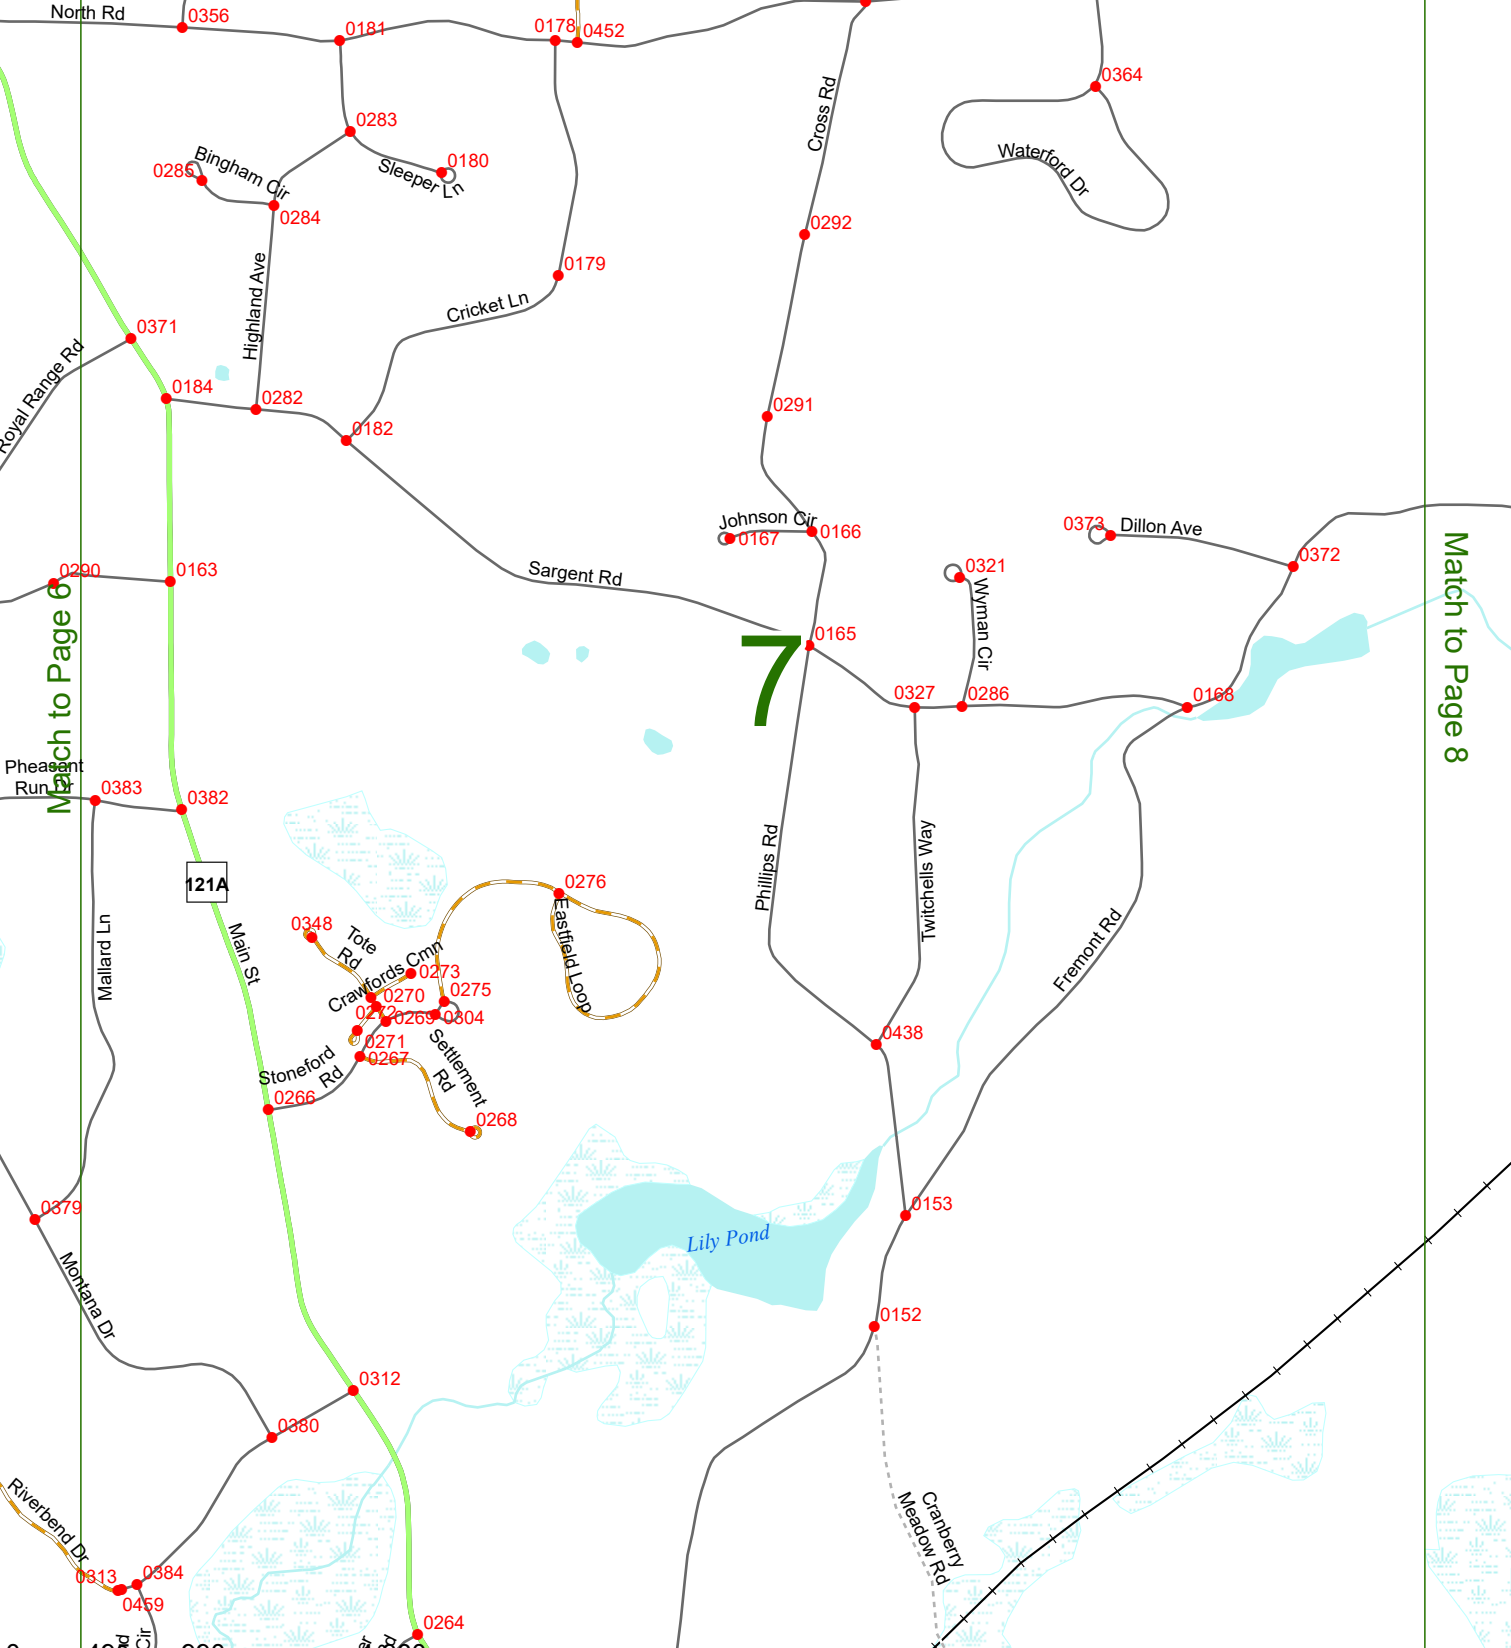 North Rd
0356
0181
0178
0452
0364
Cross Rd
0283
0180
Sleeper Ln
Bingham Cir
0285
0284
Waterford Dr
0292
0179
Cricket Ln
Highland Ave
0371
Royal Range Rd
0184
0282
0182
0291
Johnson Cir
0167
0166
0373
Dillon Ave
0372
0290
0163
Sargent Rd
0321
Wyman Cir
Match to Page 6
Match to Page 8
7
0165
0327
0286
0168
Pheasant
Run Dr
0383
0382
121A
Phillips Rd
Twitchells Way
Fremont Rd
Mallard Ln
Main St
0348
Tote
Rd
Crawfords Cmn
0273
0276
Eastfield Loop
0270
0275
0272
0269
0304
0271
0267
Stoneford
Rd
Settlement
Rd
0266
0268
0438
0379
0153
Lily Pond
Montana Dr
0152
0312
0380
Cranberry
Meadow Rd
Riverbend Dr
0313
0384
0459
0264
Cir